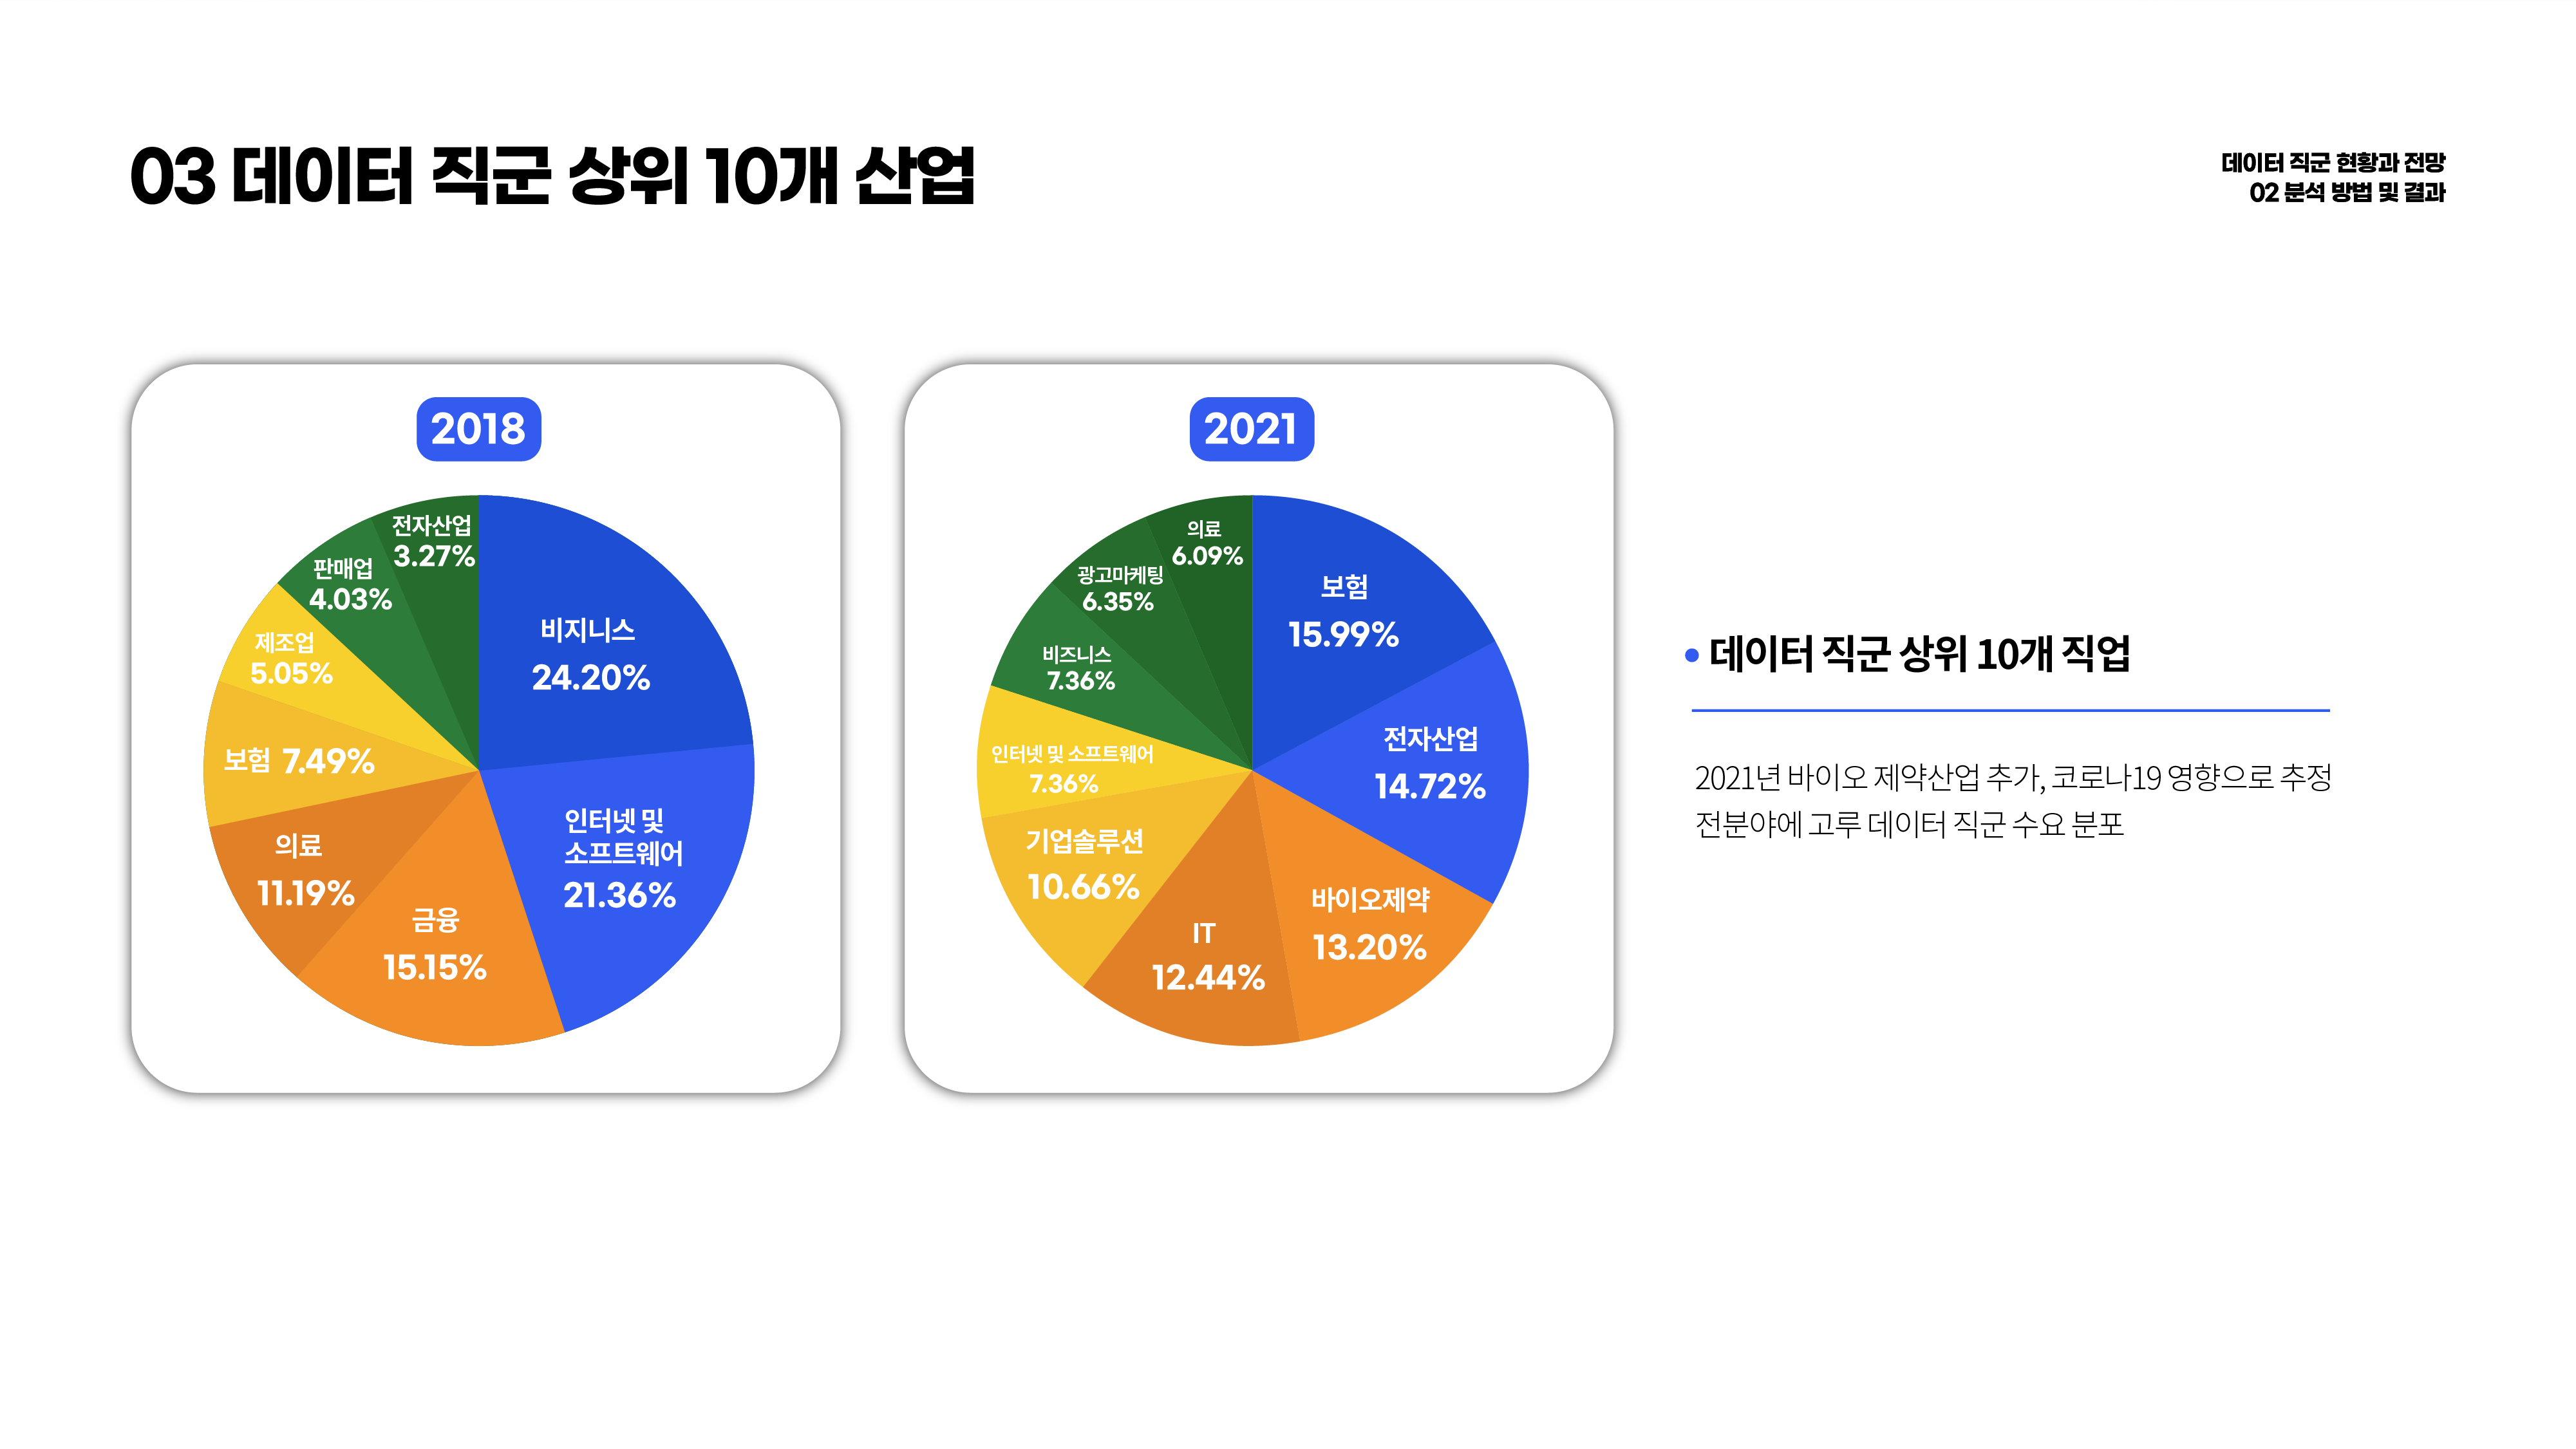 03 데이터 직군 상위 10개 산업
데이터 직군 현황과 전망
02 분석 방법 및 결과
2018
전자산업
3.27%
판매업
4.03%
제조업
5.05%
보험 7.49%
의료
11.19%
금융
15.15%
비지니스
24.20%
인터넷 및
소프트웨어
21.36%
2021
의료
6.09%
광고마케팅
6.35%
비즈니스
7.36%
인터넷 및 소프트웨어
7.36%
기업솔루션
10.66%
IT
12.44%
바이오제약
13.20%
전자산업
14.72%
보험
15.99%
• 데이터 직군 상위 10개 직업
2021년 바이오 제약산업 추가, 코로나19 영향으로 추정
전분야에 고루 데이터 직군 수요 분포